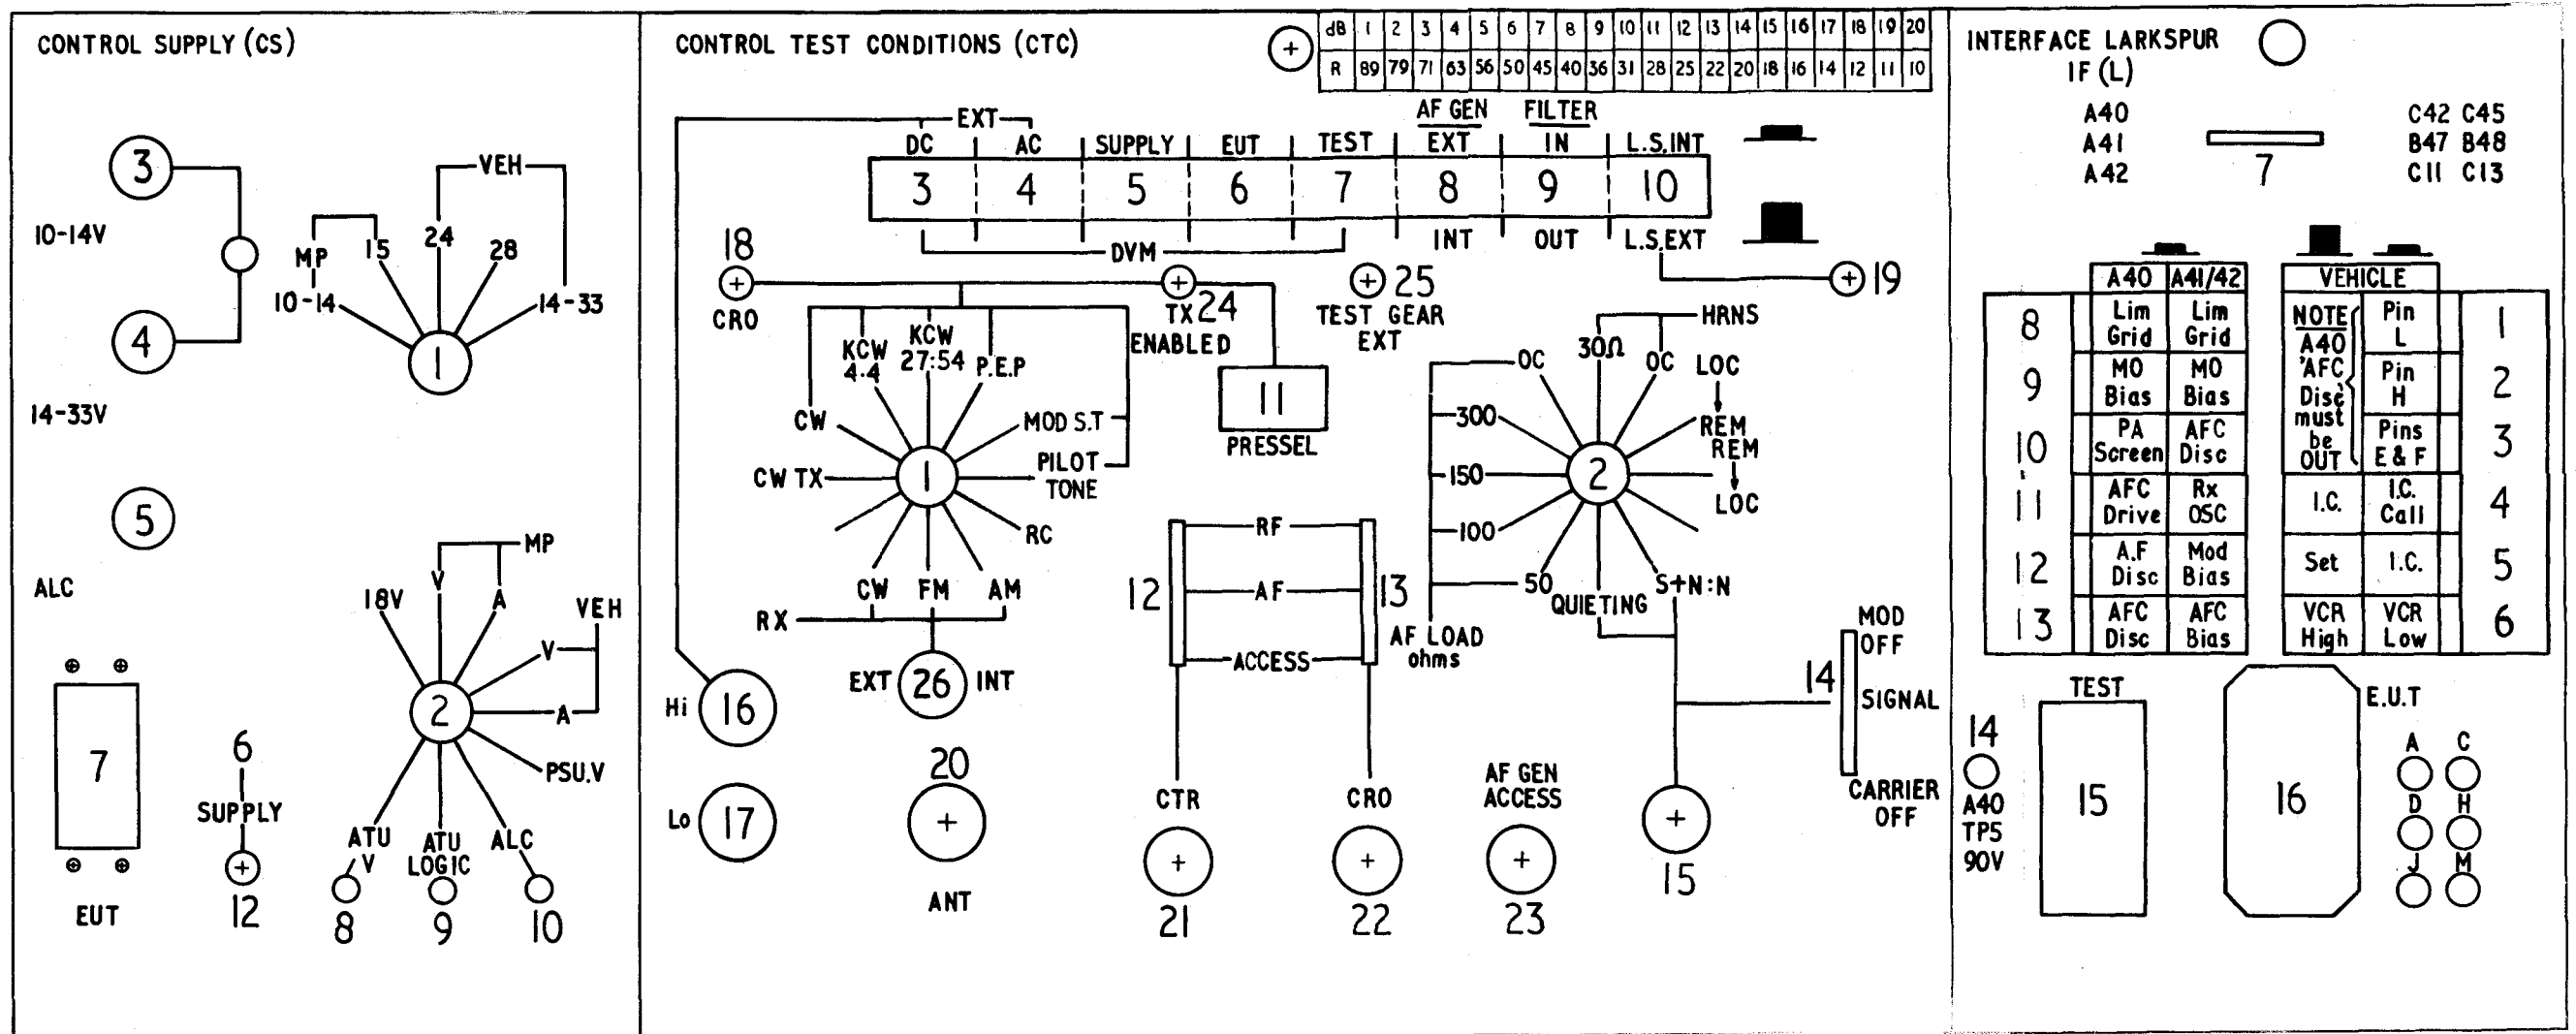 CONTROL SUPPLY (CS)
3
10-14V
4
14-33V
5
ALC
7
EUT
6
SUPPLY
12
VEH
MP
15
24
28
10-14
14-33
1
MP
V
A
18V
VEH
V
A
2
PSU.V
ATU
V
ATU
LOGIC
ALC
8
9
10
CONTROL TEST CONDITIONS (CTC)
dB 1 2 3 4 5 6 7 8 9 10 11 12 13 14 15 16 17 18 19 20
R 89 79 71 63 56 50 45 40 36 31 28 25 22 20 18 16 14 12 11 10
EXT
AF GEN
FILTER
DC AC SUPPLY EUT TEST EXT IN L.S.INT
3 4 5 6 7 8 9 10
DVM
INT OUT L.S.EXT
18
CRO
TX 24
ENABLED
25
TEST GEAR
EXT
19
KCW
4.4
KCW
27:54
P.E.P
CW
MOD S.T
CW TX
1
PILOT
TONE
RC
CW FM AM
RX
EXT 26 INT
11
PRESSEL
HRNS
OC
30Ω
OC
LOC
REM
300
REM
LOC
150
2
100
50
QUIETING
S+N:N
AF LOAD
ohms
RF
12
AF
13
ACCESS
MOD
OFF
14
SIGNAL
CARRIER
OFF
Hi 16
Lo 17
20
ANT
CTR
21
CRO
22
AF GEN
ACCESS
23
15
INTERFACE LARKSPUR
IF (L)
A40
A41
A42
7
C42 C45
B47 B48
C11 C13
A40 A41/42
8 Lim Grid Lim Grid
9 MO Bias MO Bias
10 PA Screen AFC Disc
11 AFC Drive Rx OSC
12 A.F Disc Mod Bias
13 AFC Disc AFC Bias
VEHICLE
NOTE
A40
'AFC
Disc'
must
be
OUT
Pin L 1
Pin H 2
Pins E & F 3
I.C. I.C. Call 4
Set I.C. 5
VCR High VCR Low 6
TEST
15
14
A40
TP5
90V
E.U.T
16
A C
D H
J M